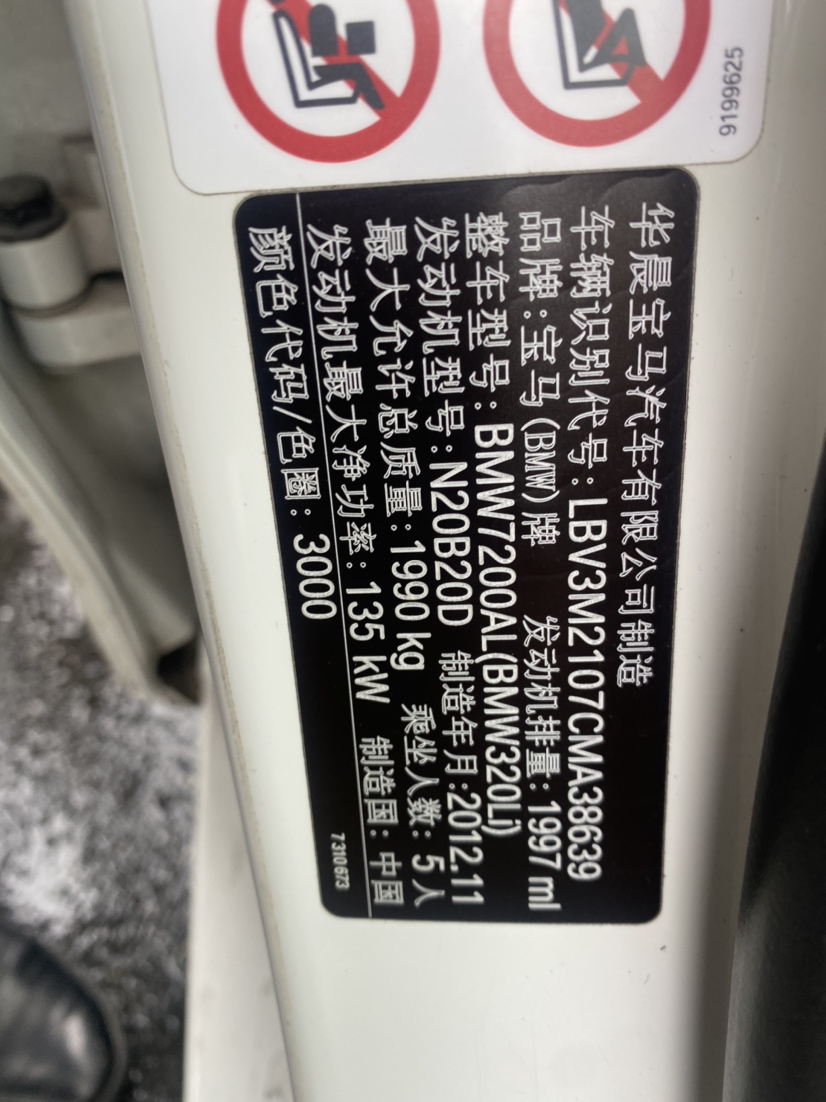 9199625
华晨宝马汽车有限公司制造
车辆识别代号:LBV3M2107CMA38639
品牌:宝马(BMW)牌 发动机排量:1997 ml
整车型号:BMW7200AL(BMW320Li)
发动机型号:N20B20D 制造年月:2012.11
最大允许总质量:1990 kg 乘坐人数:5人
发动机最大净功率:135 kW 制造国:中国
颜色代码/色圈:3000
7310673